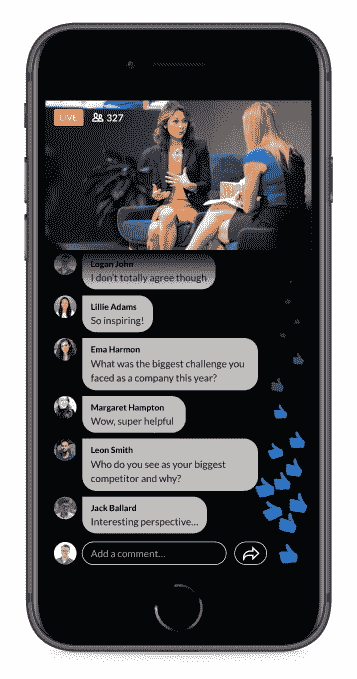 LIVE 327
Logan John
I don't totally agree though
Lillie Adams
So inspiring!
Ema Harmon
What was the biggest challenge you
faced as a company this year?
Margaret Hampton
Wow, super helpful
Leon Smith
Who do you see as your biggest
competitor and why?
Jack Ballard
Interesting perspective...
Add a comment...